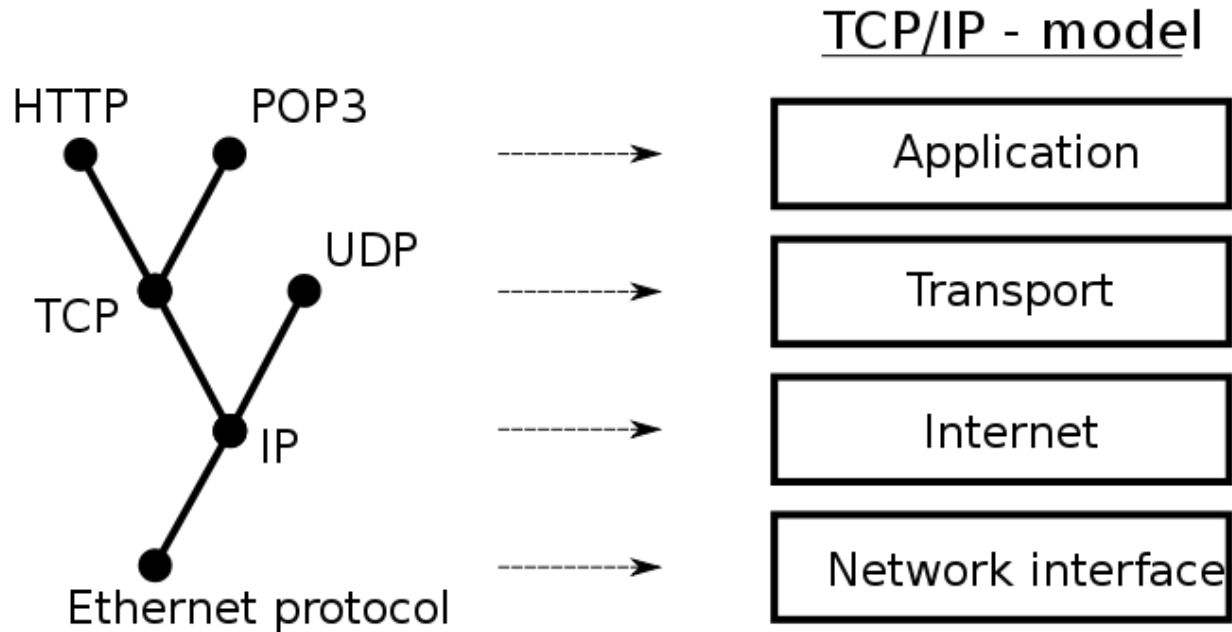 TCP/IP - model
HTTP
POP3
Application
UDP
TCP
Transport
IP
Internet
Ethernet protocol
Network interface